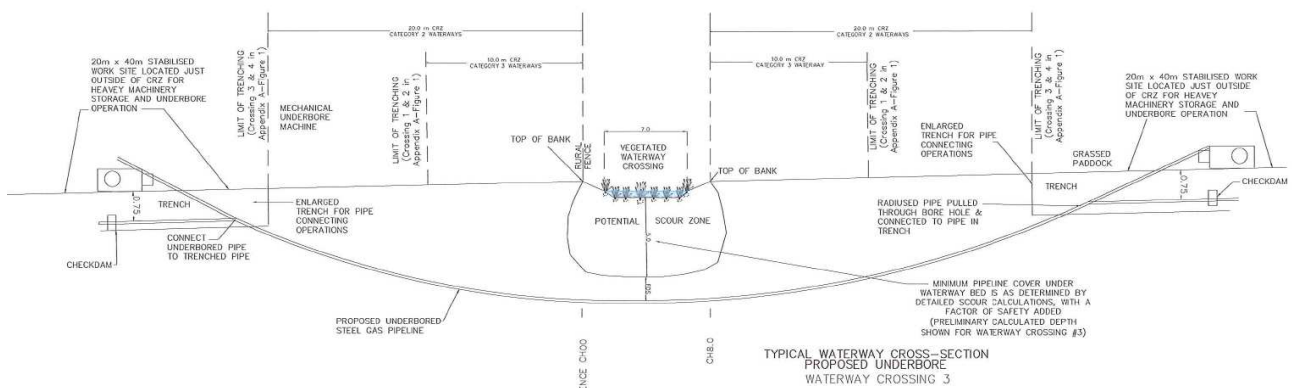 20.0 m CRZ
CATEGORY 2 WATERWAYS
20.0 m CRZ
CATEGORY 2 WATERWAYS
10.0 m CRZ
CATEGORY 3 WATERWAYS
10.0 m CRZ
CATEGORY 3 WATERWAYS
20m x 40m STABILISED
WORK SITE LOCATED JUST
OUTSIDE OF CRZ FOR
HEAVEY MACHINERY
STORAGE AND UNDERBORE
OPERATION
LIMIT OF TRENCHING
(Crossing 3 & 4 in
Appendix A-Figure 1)
MECHANICAL
UNDERBORE
MACHINE
LIMIT OF TRENCHING
(Crossing 1 & 2 in
Appendix A-Figure 1)
TOP OF BANK
RURAL
FENCE
7.0
VEGETATED
WATERWAY
CROSSING
TOP OF BANK
LIMIT OF TRENCHING
(Crossing 1 & 2 in
Appendix A-Figure 1)
ENLARGED
TRENCH FOR PIPE
CONNECTING
OPERATIONS
LIMIT OF TRENCHING
(Crossing 3 & 4 in
Appendix A-Figure 1)
GRASSED
PADDOCK
20m x 40m STABILISED WORK
SITE LOCATED JUST OUTSIDE
OF CRZ FOR HEAVEY
MACHINERY STORAGE AND
UNDERBORE OPERATION
0.75
TRENCH
ENLARGED
TRENCH FOR PIPE
CONNECTING
OPERATIONS
CONNECT
UNDERBORED PIPE
TO TRENCHED PIPE
CHECKDAM
POTENTIAL SCOUR ZONE
5.0
FOS
TRENCH
0.75
CHECKDAM
RADIUSED PIPE PULLED
THROUGH BORE HOLE &
CONNECTED TO PIPE IN
TRENCH
PROPOSED UNDERBORED
STEEL GAS PIPELINE
MINIMUM PIPELINE COVER UNDER
WATERWAY BED IS AS DETERMINED BY
DETAILED SCOUR CALCULATIONS, WITH A
FACTOR OF SAFETY ADDED
(PRELIMINARY CALCULATED DEPTH
SHOWN FOR WATERWAY CROSSING #3)
ENCE CH00
CH8.0
TYPICAL WATERWAY CROSS-SECTION
PROPOSED UNDERBORE
WATERWAY CROSSING 3